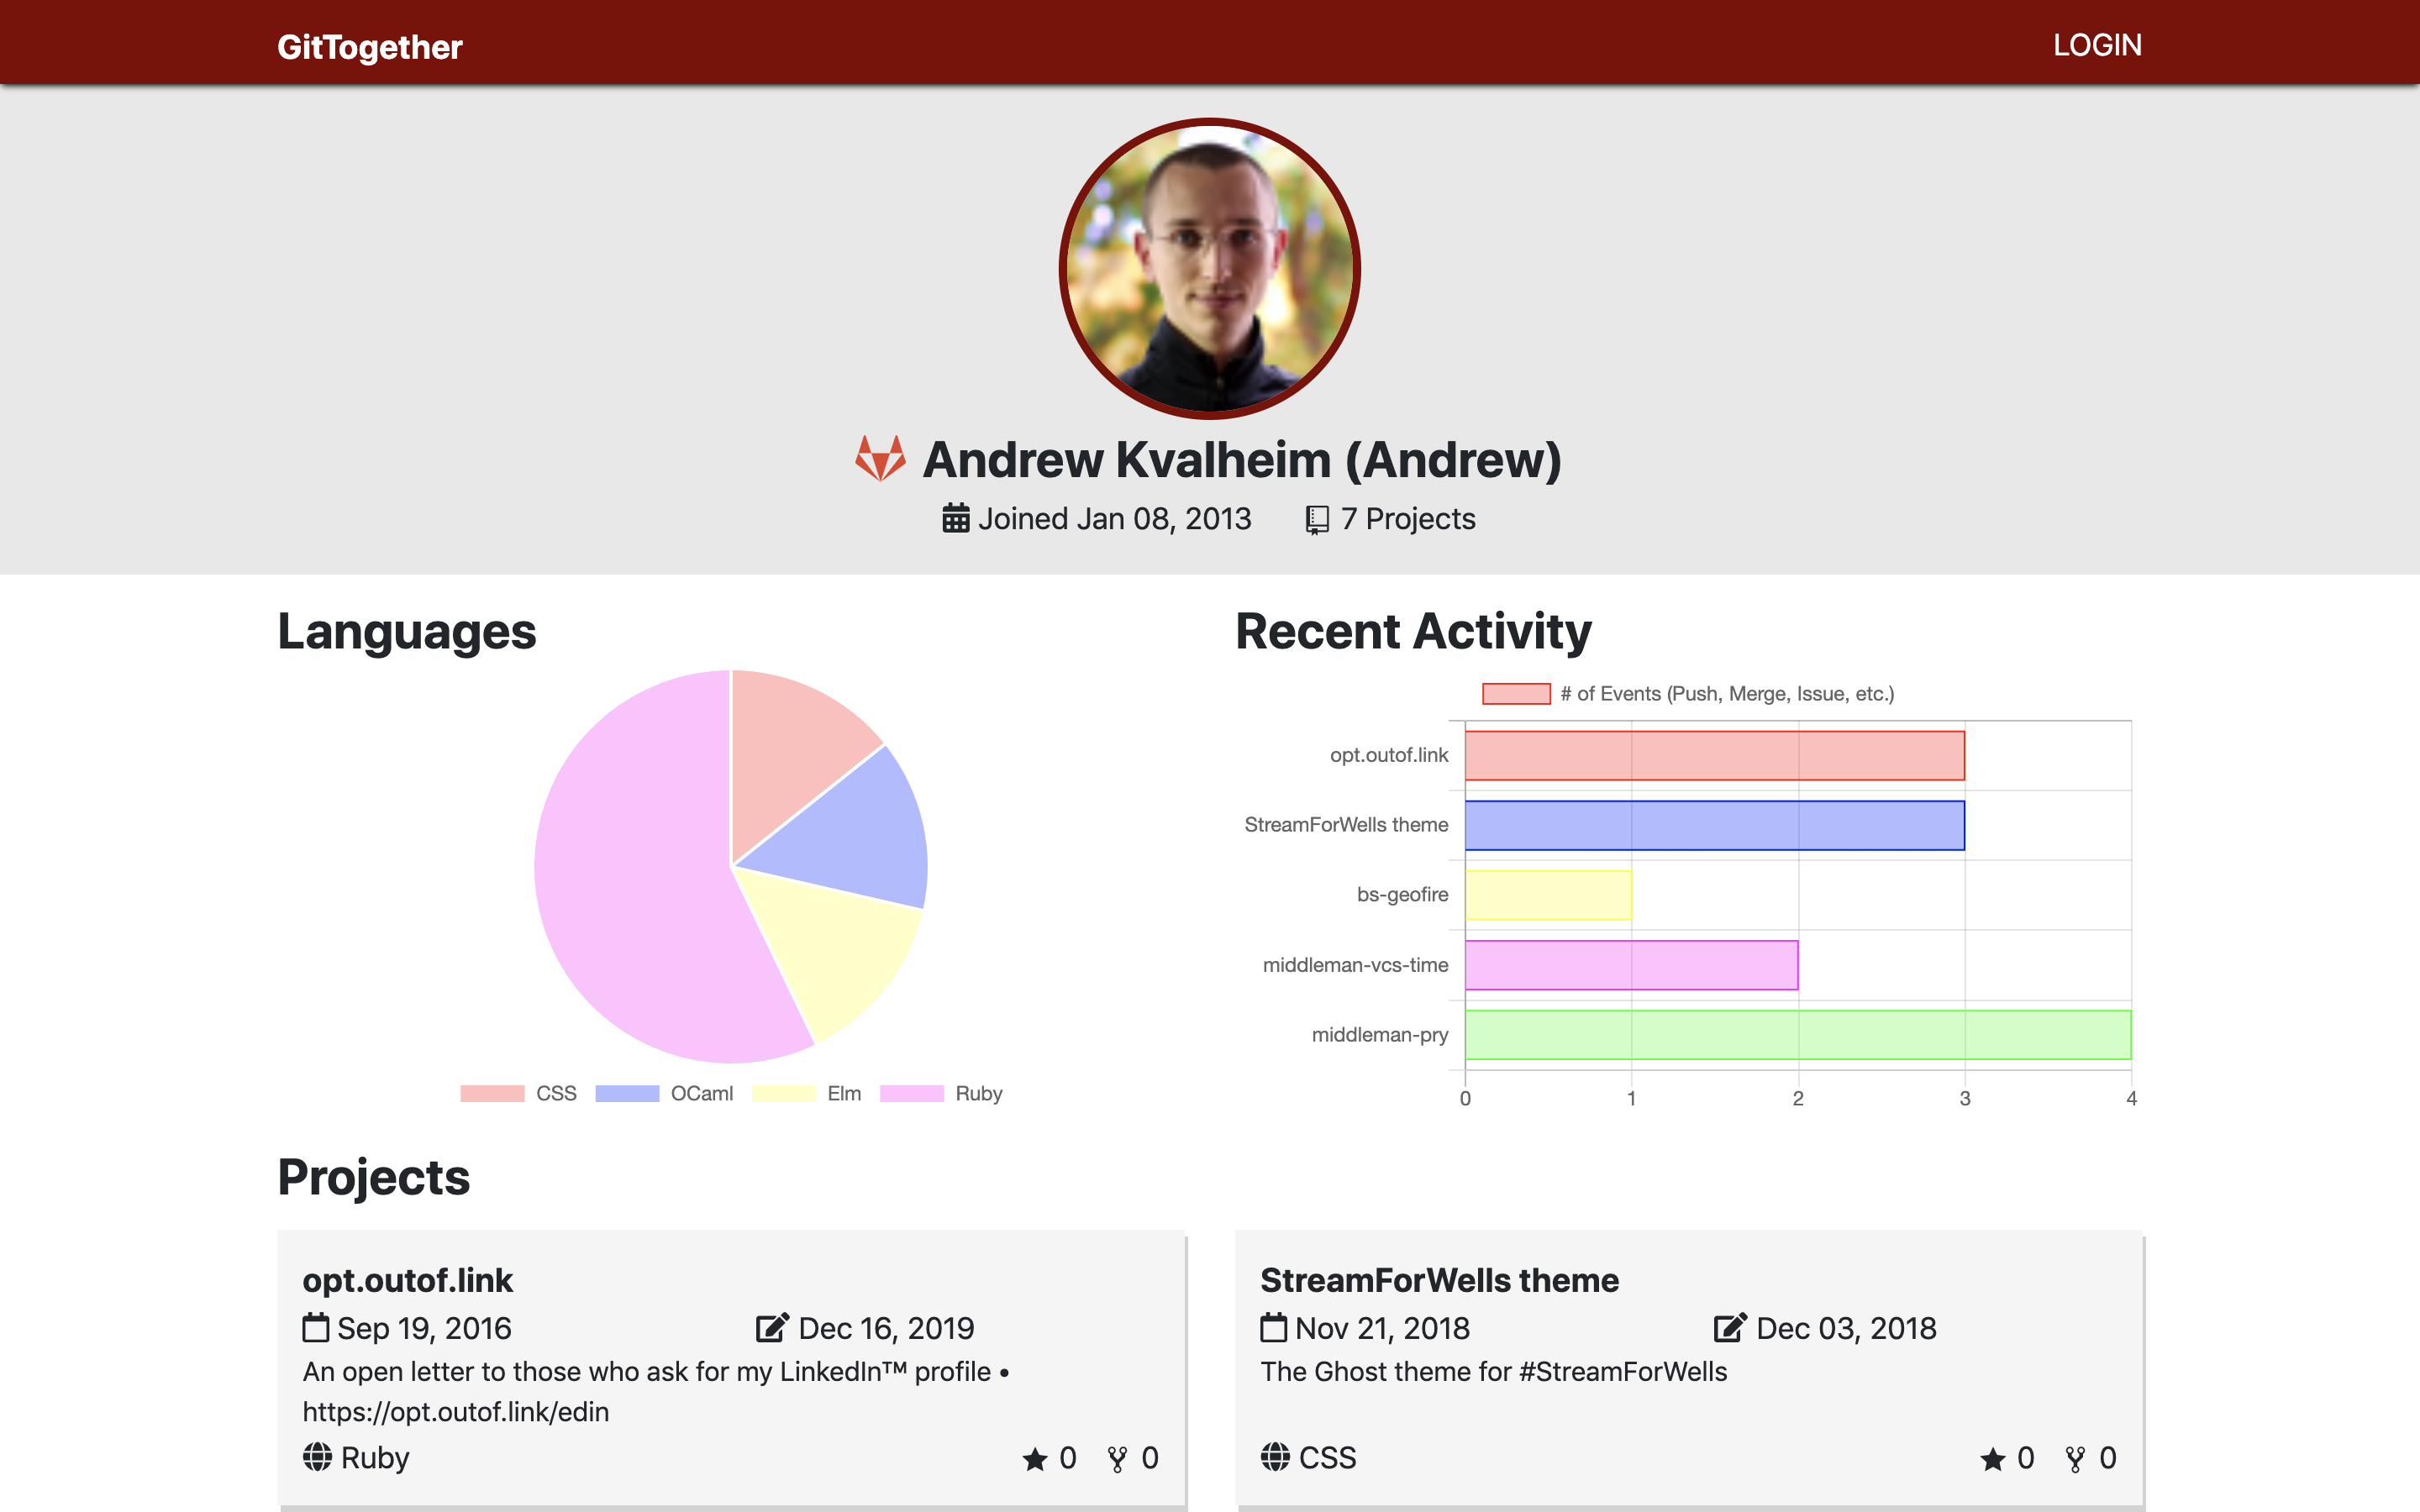 GitTogether
LOGIN
Andrew Kvalheim (Andrew)
Joined Jan 08, 2013 7 Projects
Languages
CSS OCaml Elm Ruby
Recent Activity
# of Events (Push, Merge, Issue, etc.)
opt.outof.link
StreamForWells theme
bs-geofire
middleman-vcs-time
middleman-pry
0 1 2 3 4
Projects
opt.outof.link
Sep 19, 2016 Dec 16, 2019
An open letter to those who ask for my LinkedIn™ profile •
https://opt.outof.link/edin
Ruby 0 0
StreamForWells theme
Nov 21, 2018 Dec 03, 2018
The Ghost theme for #StreamForWells
CSS 0 0